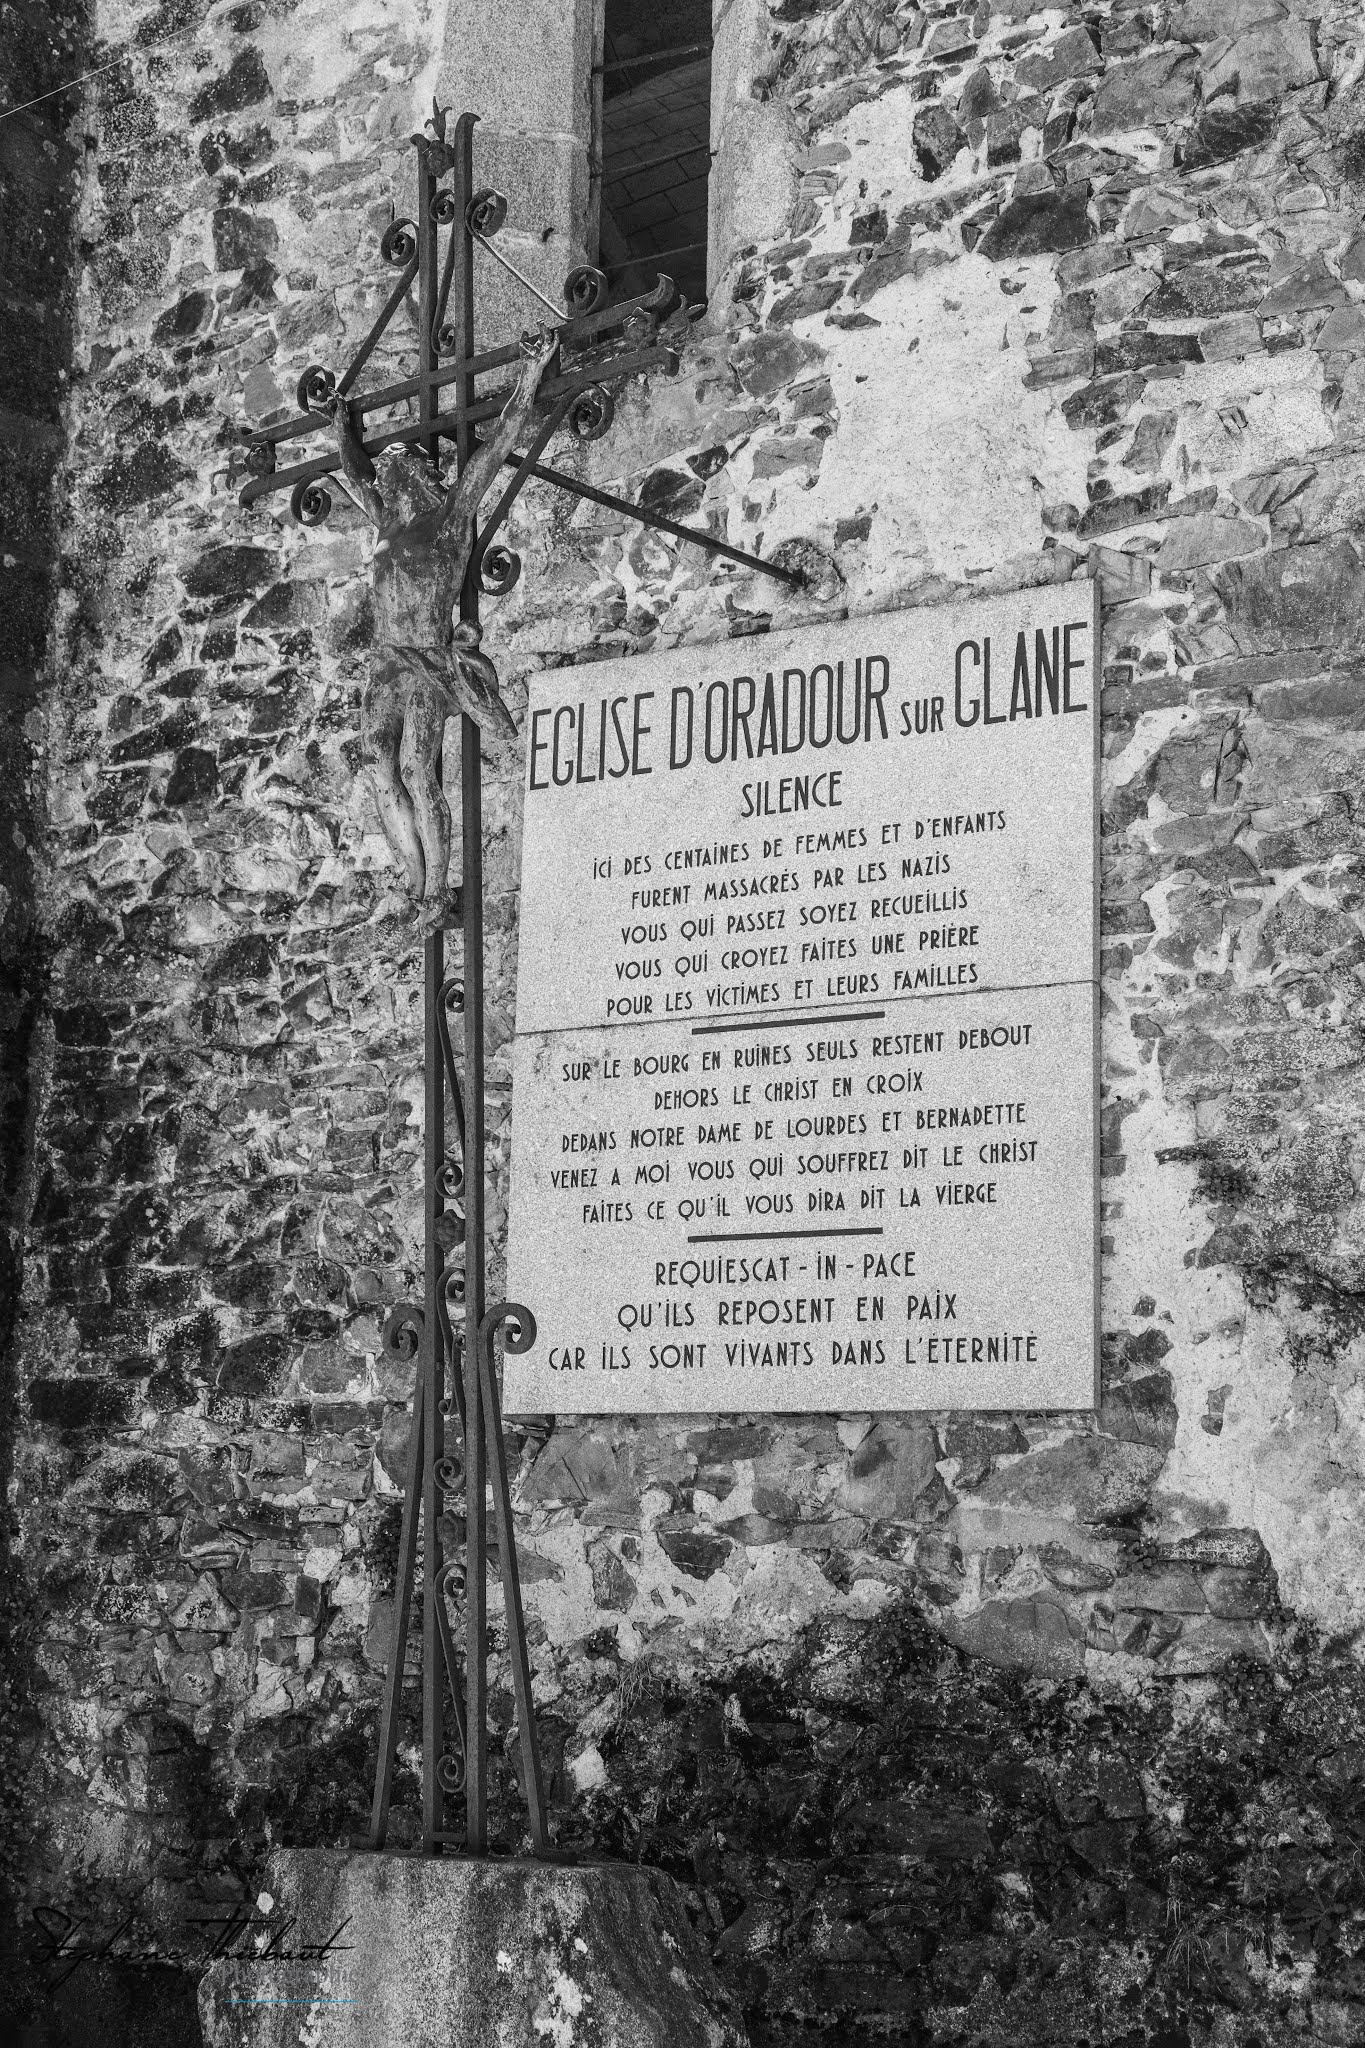 EGLISE D'ORADOUR SUR GLANE
SILENCE
ICI DES CENTAINES DE FEMMES ET D'ENFANTS
FURENT MASSACRÉS PAR LES NAZIS
VOUS QUI PASSEZ SOYEZ RECUEILLIS
VOUS QUI CROYEZ FAITES UNE PRIÈRE
POUR LES VICTIMES ET LEURS FAMILLES
SUR LE BOURG EN RUINES SEULS RESTENT DEBOUT
DEHORS LE CHRIST EN CROIX
DEDANS NOTRE DAME DE LOURDES ET BERNADETTE
VENEZ A MOI VOUS QUI SOUFFREZ DIT LE CHRIST
FAITES CE QU'IL VOUS DIRA DIT LA VIERGE
REQUIESCAT - IN - PACE
QU'ILS REPOSENT EN PAIX
CAR ILS SONT VIVANTS DANS L'ÉTERNITÉ
Stephane Thiebaut